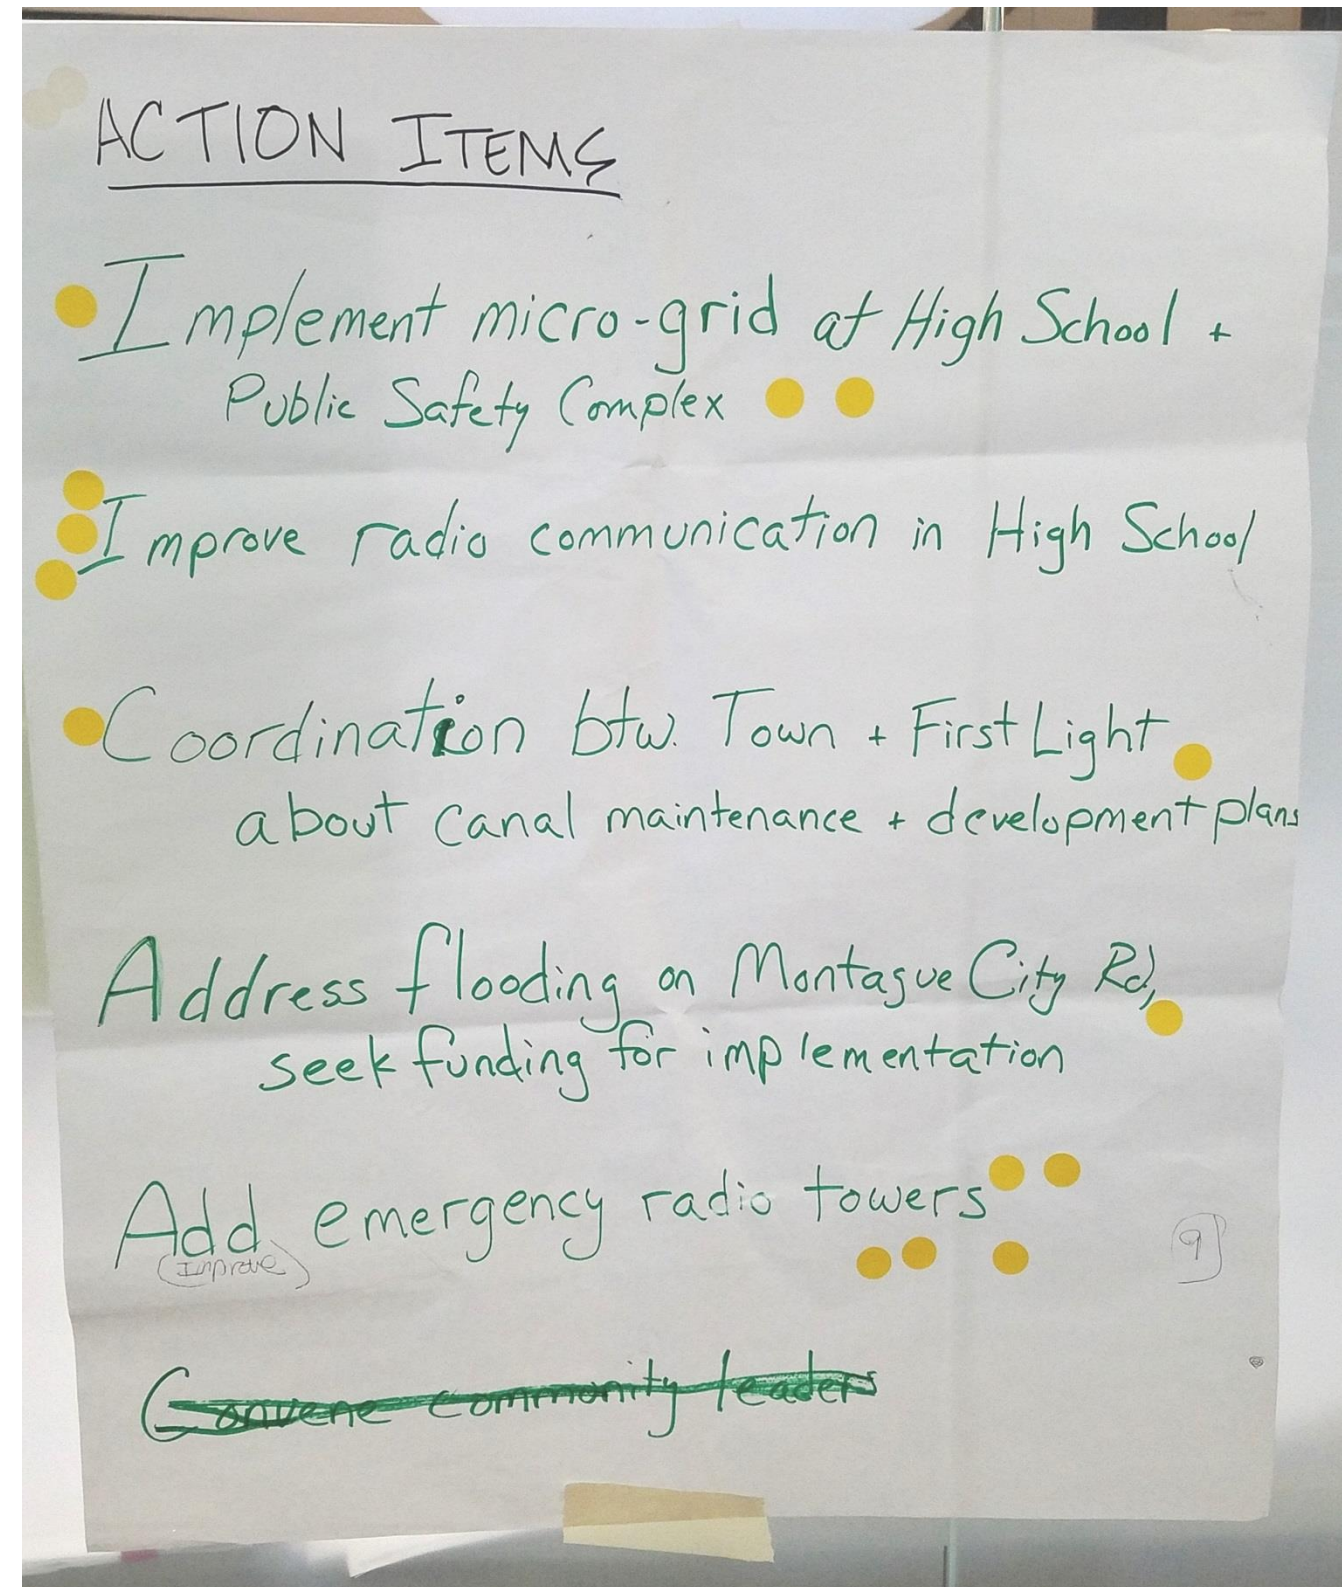 ACTION ITEMS
Implement micro-grid at High School +
Public Safety Complex
Improve radio communication in High School
Coordination btw. Town + FirstLight
about canal maintenance + development plans
Address flooding on Montague City Rd,
seek funding for implementation
Add emergency radio towers
(Improve)
9
Convene community leaders